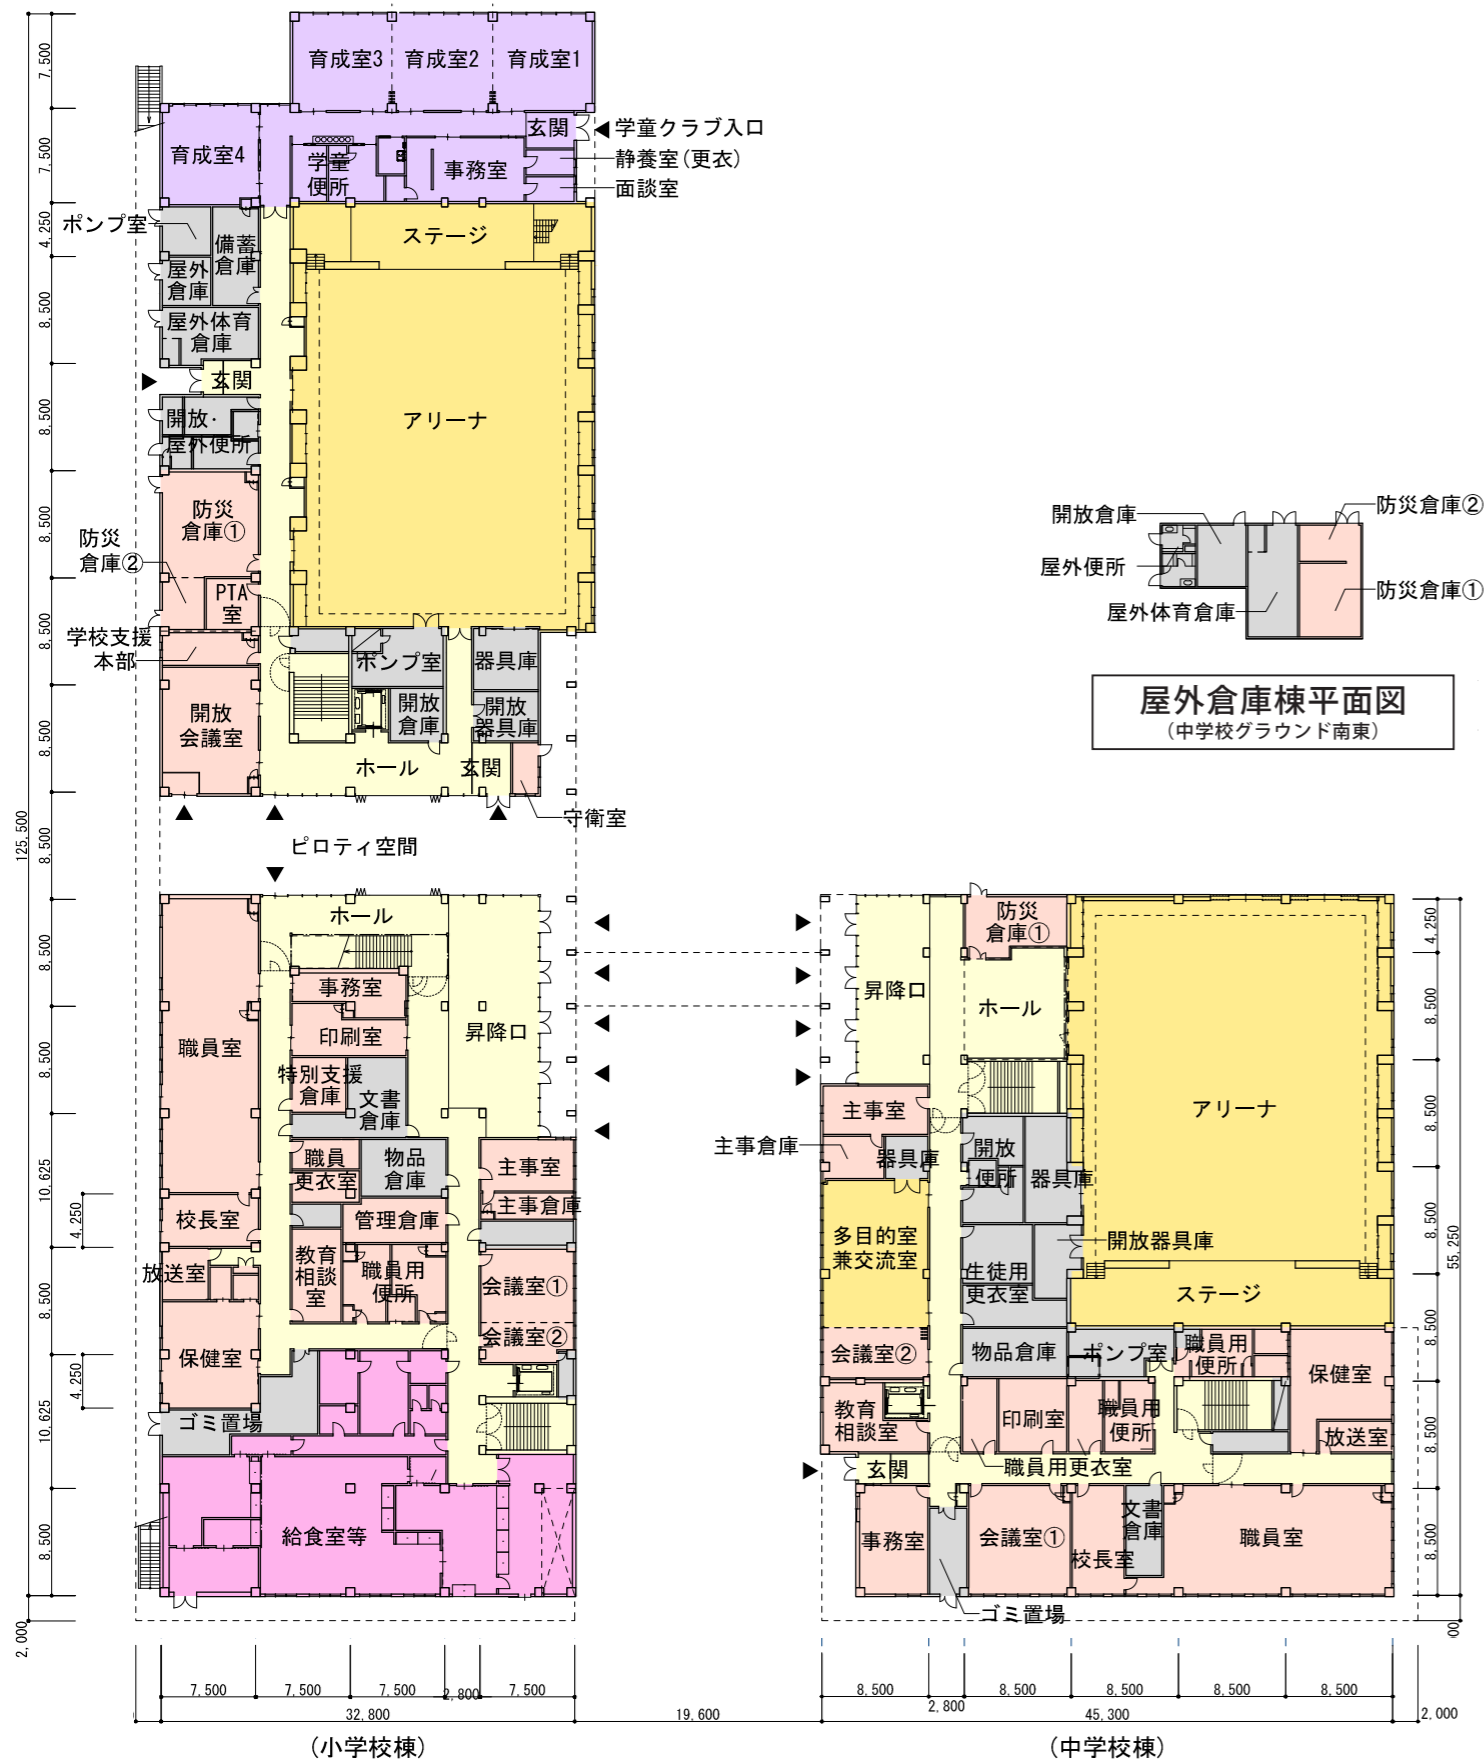 育成室3
育成室2
育成室1
玄関
学童クラブ入口
育成室4
学童
便所
事務室
静養室(更衣)
面談室
ポンプ室
備蓄
倉庫
ステージ
屋外
倉庫
屋外体育
倉庫
玄関
アリーナ
開放・
屋外便所
防災
倉庫①
防災
倉庫②
PTA
室
学校支援
本部
ポンプ室
器具庫
開放
会議室
開放
倉庫
開放
器具庫
ホール
玄関
守衛室
ピロティ空間
開放倉庫
防災倉庫②
屋外便所
防災倉庫①
屋外体育倉庫
屋外倉庫棟平面図
(中学校グラウンド南東)
ホール
事務室
昇降口
職員室
印刷室
特別支援
倉庫
文書
倉庫
職員
更衣室
物品
倉庫
主事室
主事倉庫
校長室
管理倉庫
放送室
教育
相談
室
職員用
便所
会議室①
会議室②
保健室
ゴミ置場
給食室等
防災
倉庫①
昇降口
ホール
アリーナ
主事室
主事倉庫
器具庫
開放
便所
器具庫
多目的室
兼交流室
開放器具庫
生徒用
更衣室
ステージ
会議室②
物品倉庫
ポンプ室
職員用
便所
保健室
教育
相談室
印刷室
職員用
便所
放送室
玄関
職員用更衣室
事務室
会議室①
校長室
文書
倉庫
職員室
ゴミ置場
7,500
7,500
4,250
8,500
8,500
8,500
8,500
8,500
8,500
8,500
8,500
10,625
4,250
8,500
4,250
10,625
8,500
125,500
2,000
4,250
8,500
8,500
8,500
8,500
8,500
8,500
55,250
00
7,500
7,500
7,500
2,800
7,500
32,800
19,600
8,500
2,800
8,500
8,500
8,500
8,500
45,300
2,000
(小学校棟)
(中学校棟)